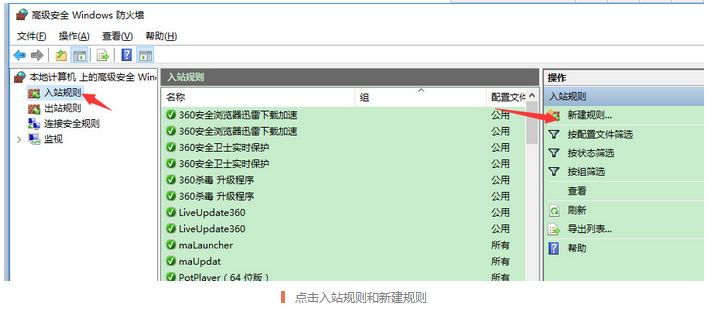 高级安全 Windows 防火墙
文件(F) 操作(A) 查看(V) 帮助(H)
本地计算机 上的高级安全 Win
入站规则
出站规则
连接安全规则
监视
入站规则
名称 组 配置文件
360安全浏览器迅雷下载加速 公用
360安全浏览器迅雷下载加速 公用
360安全卫士实时保护 公用
360安全卫士实时保护 公用
360杀毒 升级程序 公用
360杀毒 升级程序 公用
LiveUpdate360 公用
LiveUpdate360 公用
maLauncher 所有
maUpdat 所有
PotPlayer (64 位版) 所有
操作
入站规则
新建规则...
按配置文件筛选
按状态筛选
按组筛选
查看
刷新
导出列表...
帮助
点击入站规则和新建规则